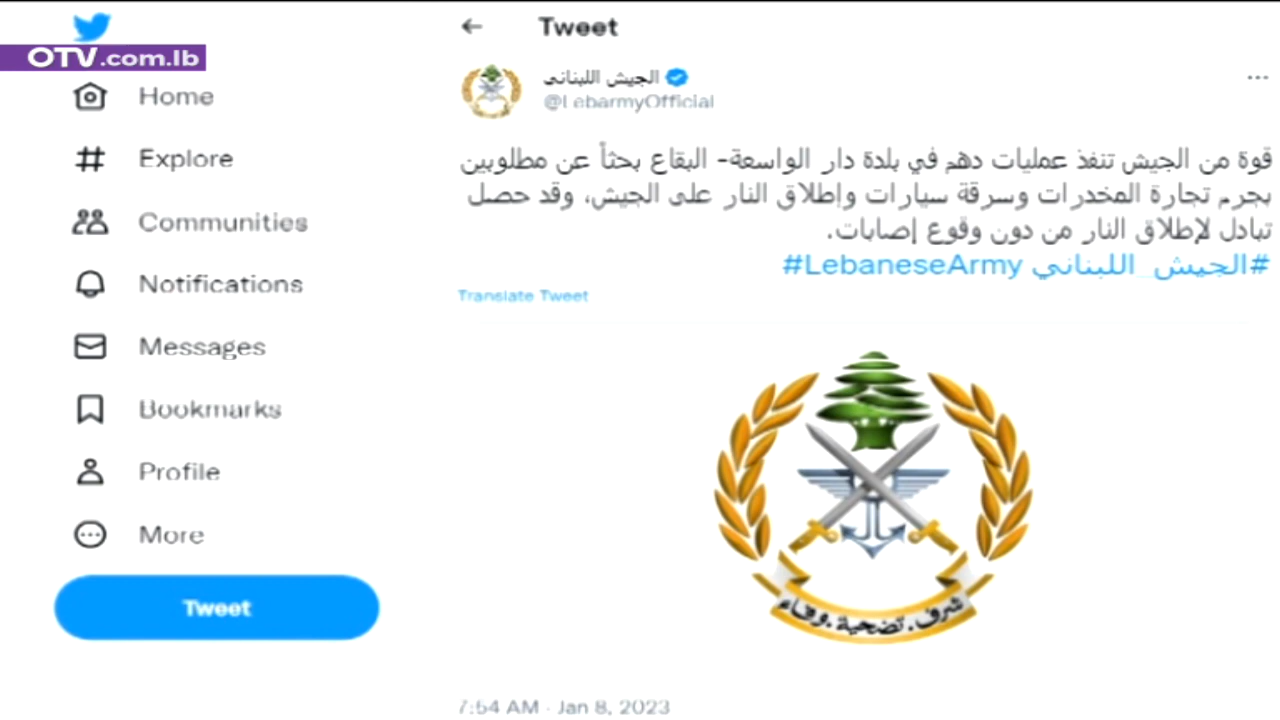 OTV.com.lb
Home
Explore
Communities
Notifications
Messages
Bookmarks
Profile
More
Tweet
Tweet
الجيش اللبناني
@LebarmyOfficial
قوة من الجيش تنفذ عمليات دهم في بلدة دار الواسعة- البقاع بحثاً عن مطلوبين
بجرم تجارة المخدرات وسرقة سيارات وإطلاق النار على الجيش، وقد حصل
تبادل لإطلاق النار من دون وقوع إصابات.
#الجيش_اللبناني #LebaneseArmy
Translate Tweet
شرف.تضحية.وفاء
7:54 AM · Jan 8, 2023